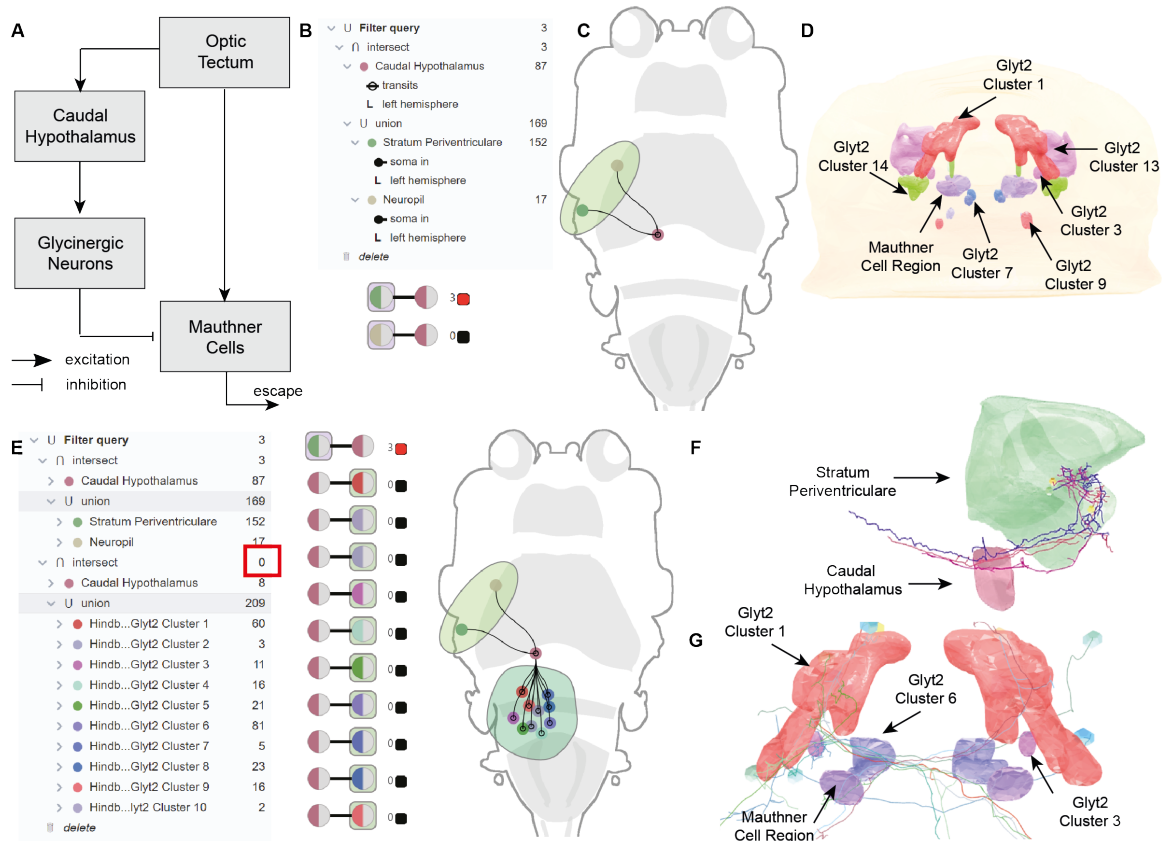 A
Optic
Tectum
Caudal
Hypothalamus
Glycinergic
Neurons
Mauthner
Cells
excitation
inhibition
escape
B
U Filter query 3
∩ intersect 3
Caudal Hypothalamus 87
transits
L left hemisphere
U union 169
Stratum Periventriculare 152
soma in
L left hemisphere
Neuropil 17
soma in
L left hemisphere
delete
3
0
C
D
Glyt2
Cluster 1
Glyt2
Cluster 14
Glyt2
Cluster 13
Glyt2
Cluster 3
Mauthner
Cell Region
Glyt2
Cluster 7
Glyt2
Cluster 9
E
U Filter query 3
∩ intersect 3
Caudal Hypothalamus 87
U union 169
Stratum Periventriculare 152
Neuropil 17
∩ intersect 0
Caudal Hypothalamus 8
U union 209
Hindb...Glyt2 Cluster 1 60
Hindb...Glyt2 Cluster 2 3
Hindb...Glyt2 Cluster 3 11
Hindb...Glyt2 Cluster 4 16
Hindb...Glyt2 Cluster 5 21
Hindb...Glyt2 Cluster 6 81
Hindb...Glyt2 Cluster 7 5
Hindb...Glyt2 Cluster 8 23
Hindb...Glyt2 Cluster 9 16
Hindb...lyt2 Cluster 10 2
delete
3
0
0
0
0
0
0
0
0
0
0
F
Stratum
Periventriculare
Caudal
Hypothalamus
G
Glyt2
Cluster 1
Glyt2
Cluster 6
Mauthner
Cell Region
Glyt2
Cluster 3